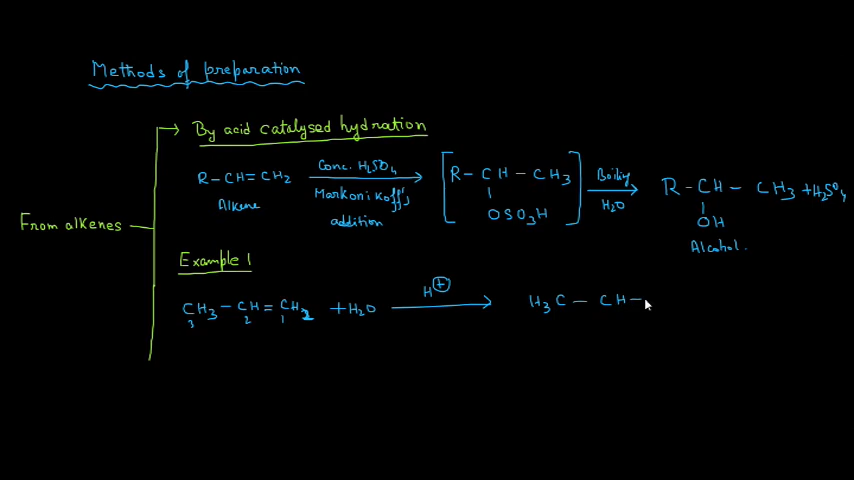 Methods of preparation
By acid catalysed hydration
R - CH = CH2
Alkene
Conc. H2SO4
Markonikoff's
addition
[R - CH - CH3]
OSO3H
Boiling
H2O
R - CH - CH3 + H2SO4
OH
Alcohol.
From alkenes
Example 1
CH3 - CH = CH2 + H2O
3 2 1
H+
H3C - CH -